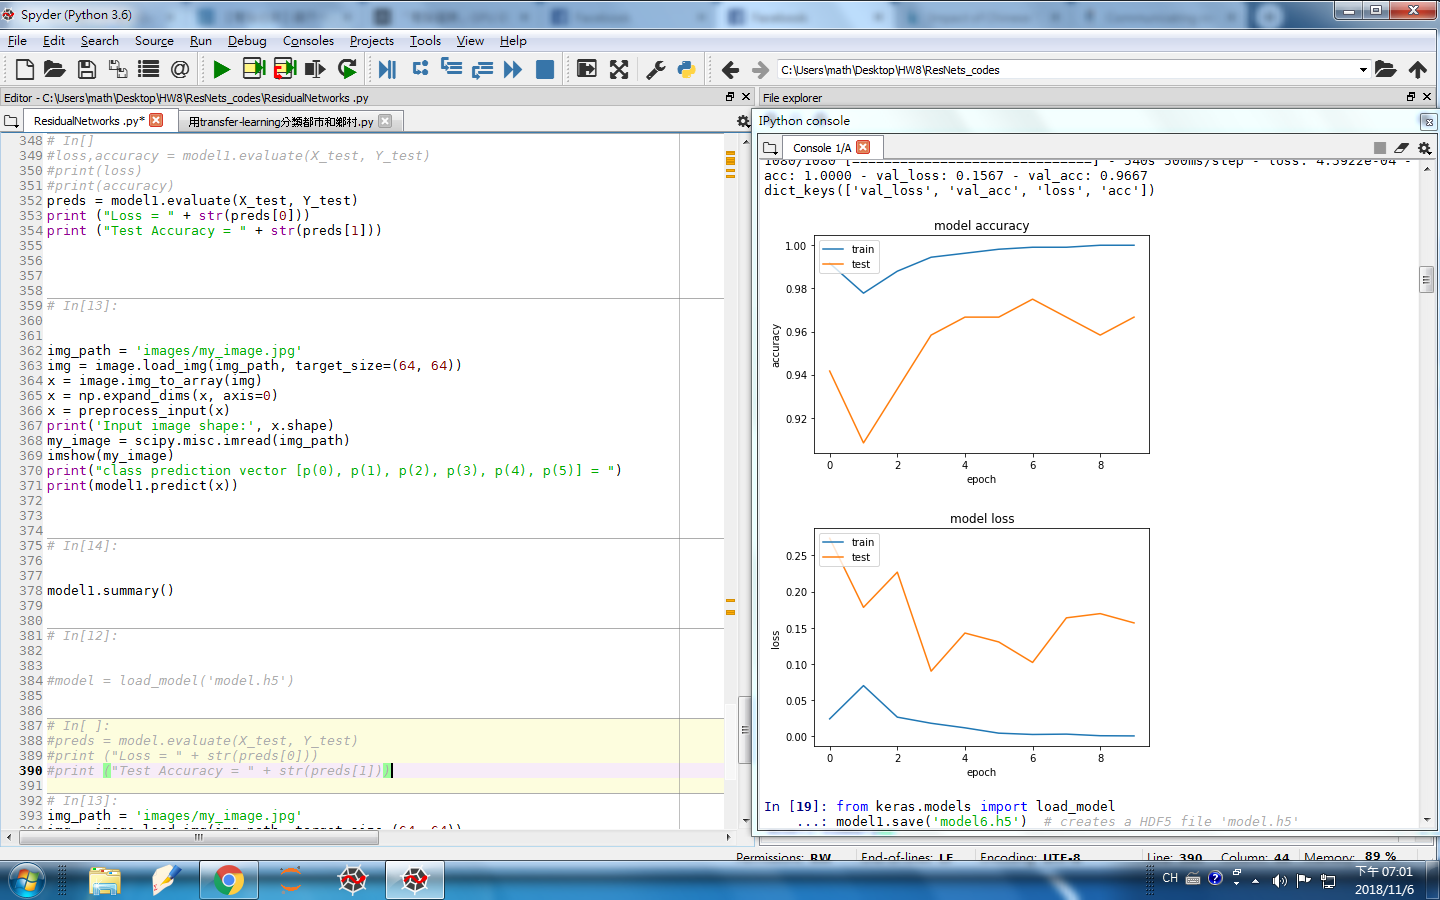 Spyder (Python 3.6)
File Edit Search Source Run Debug Consoles Projects Tools View Help
C:\Users\math\Desktop\HW8\ResNets_codes
Editor - C:\Users\math\Desktop\HW8\ResNets_codes\ResidualNetworks .py
ResidualNetworks .py*
用transfer-learning分類都市和鄉村.py
348 # In[]
349 #loss,accuracy = model1.evaluate(X_test, Y_test)
350 #print(loss)
351 #print(accuracy)
352 preds = model1.evaluate(X_test, Y_test)
353 print ("Loss = " + str(preds[0]))
354 print ("Test Accuracy = " + str(preds[1]))
355
356
357
358
359 # In[13]:
360
361
362 img_path = 'images/my_image.jpg'
363 img = image.load_img(img_path, target_size=(64, 64))
364 x = image.img_to_array(img)
365 x = np.expand_dims(x, axis=0)
366 x = preprocess_input(x)
367 print('Input image shape:', x.shape)
368 my_image = scipy.misc.imread(img_path)
369 imshow(my_image)
370 print("class prediction vector [p(0), p(1), p(2), p(3), p(4), p(5)] = ")
371 print(model1.predict(x))
372
373
374
375 # In[14]:
376
377
378 model1.summary()
379
380
381 # In[12]:
382
383
384 #model = load_model('model.h5')
385
386
387 # In[ ]:
388 #preds = model.evaluate(X_test, Y_test)
389 #print ("Loss = " + str(preds[0]))
390 #print ("Test Accuracy = " + str(preds[1]))
391
392 # In[13]:
393 img_path = 'images/my_image.jpg'
394 img = image.load_img(img_path, target_size=(64, 64))
File explorer
IPython console
Console 1/A
1080/1080 [==============================] - 540s 500ms/step - loss: 4.5922e-04 -
acc: 1.0000 - val_loss: 0.1567 - val_acc: 0.9667
dict_keys(['val_loss', 'val_acc', 'loss', 'acc'])
model accuracy
train
test
1.00
0.98
0.96
0.94
0.92
accuracy
0 2 4 6 8
epoch
model loss
train
test
0.25
0.20
0.15
0.10
0.05
0.00
loss
0 2 4 6 8
epoch
In [19]: from keras.models import load_model
...: model1.save('model6.h5') # creates a HDF5 file 'model.h5'
Permissions: RW End-of-lines: LF Encoding: UTF-8 Line: 390 Column: 44 Memory: 89 %
CH
下午 07:01
2018/11/6